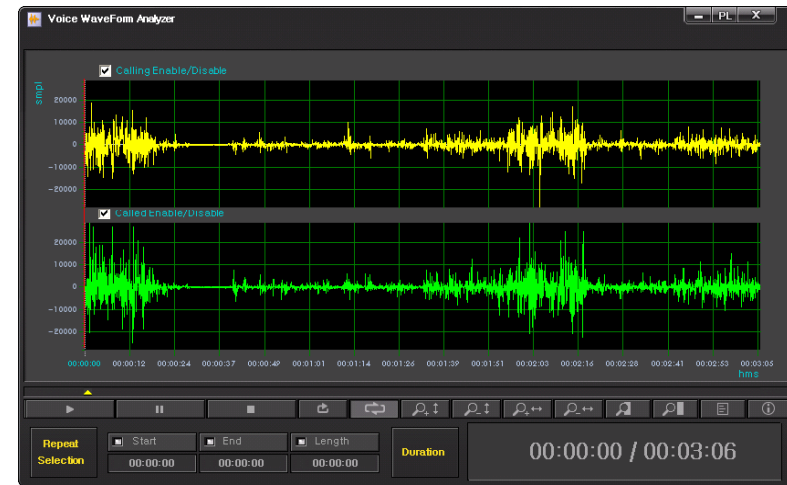 Voice WaveForm Analyzer
PL X
Calling Enable/Disable
smpl
20000
10000
0
-10000
-20000
Called Enable/Disable
20000
10000
0
-10000
-20000
00:00:00 00:00:12 00:00:24 00:00:37 00:00:49 00:01:01 00:01:14 00:01:26 00:01:39 00:01:51 00:02:03 00:02:16 00:02:28 00:02:41 00:02:53 00:03:05
hms
Repeat Selection
Start End Length
00:00:00 00:00:00 00:00:00
Duration
00:00:00 / 00:03:06